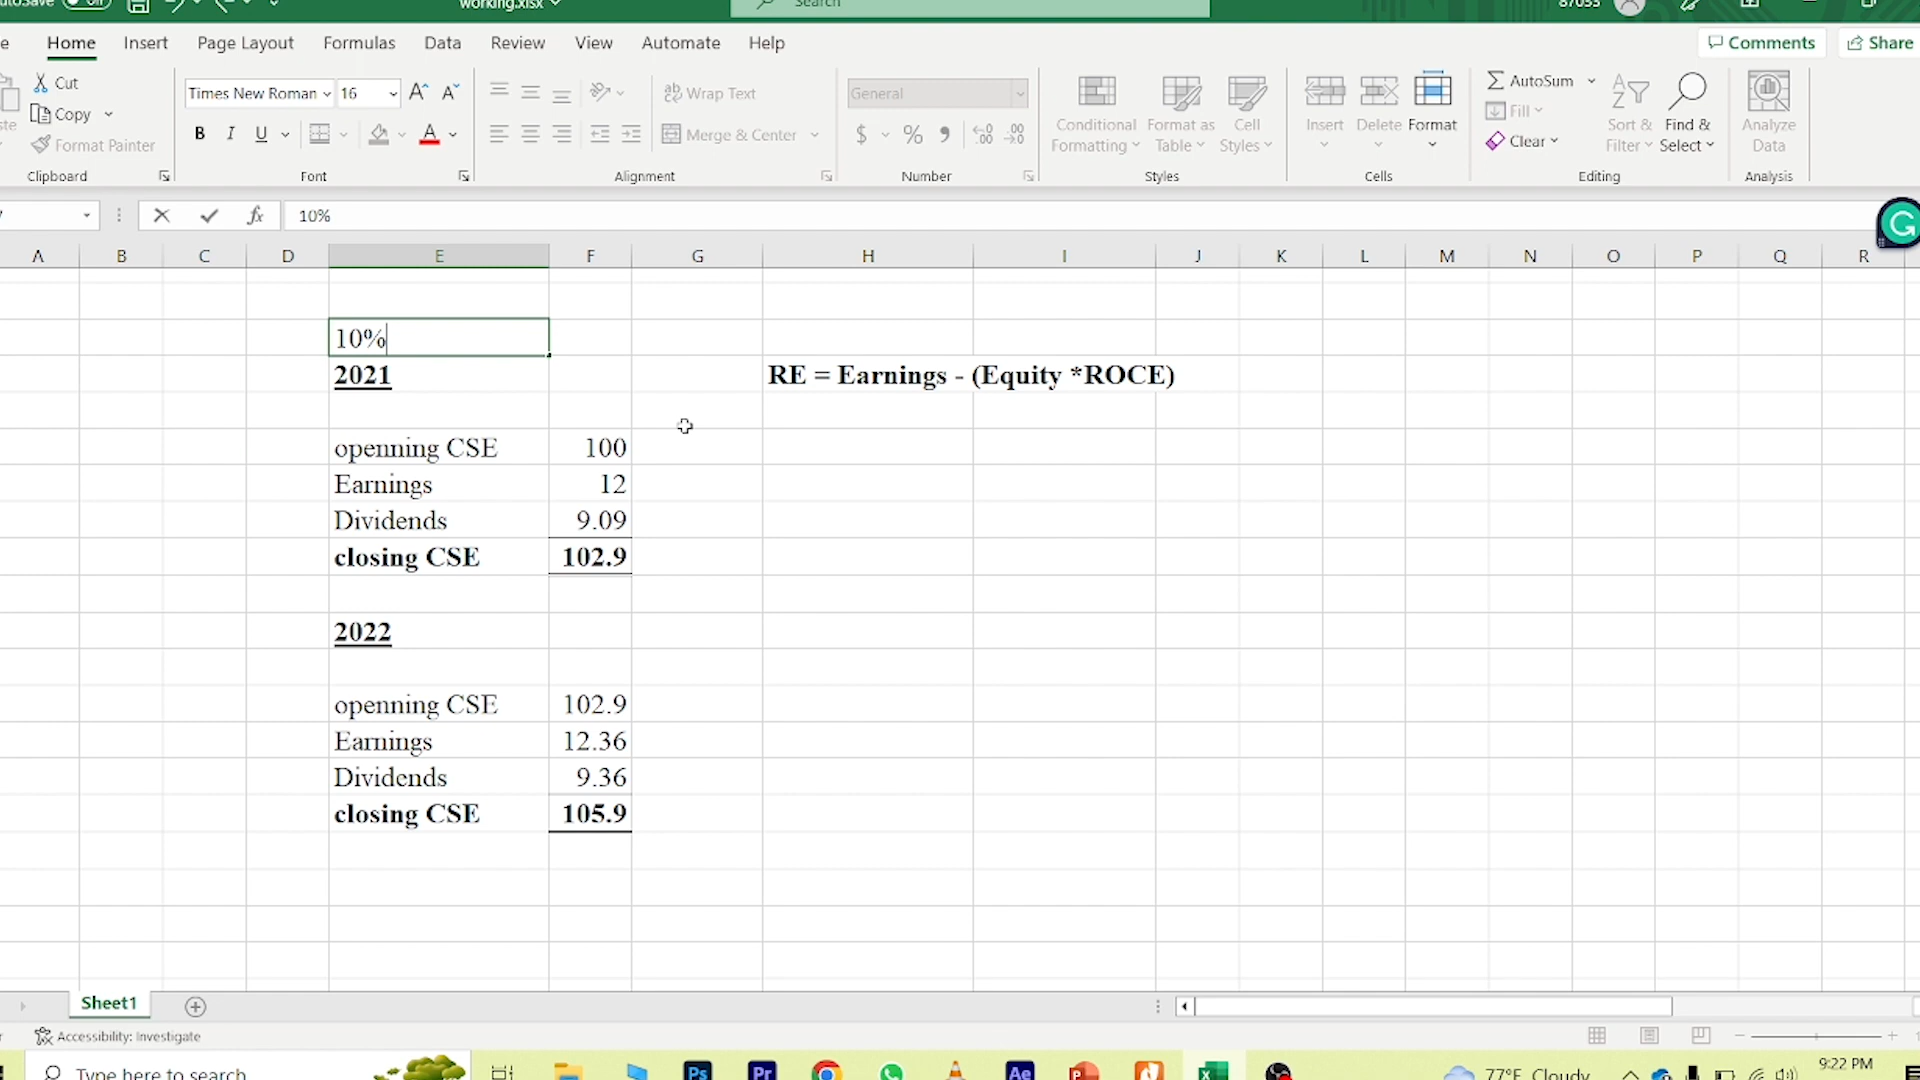 working.xlsx
Search
87033
Home Insert Page Layout Formulas Data Review View Automate Help
Comments Share
Cut
Copy
Format Painter
Clipboard
Times New Roman 16
B I U
Font
Wrap Text
Merge & Center
Alignment
General
$ %
Number
Conditional Formatting
Format as Table
Cell Styles
Styles
Insert Delete Format
Cells
AutoSum
Fill
Clear
Sort & Filter
Find & Select
Editing
Analyze Data
Analysis
fx 10%
A B C D E F G H I J K L M N O P Q R
10%
2021
RE = Earnings - (Equity *ROCE)
openning CSE 100
Earnings 12
Dividends 9.09
closing CSE 102.9
2022
openning CSE 102.9
Earnings 12.36
Dividends 9.36
closing CSE 105.9
Sheet1
Accessibility: Investigate
Type here to search
Ps Pr Ae
77°F Cloudy
9:22 PM